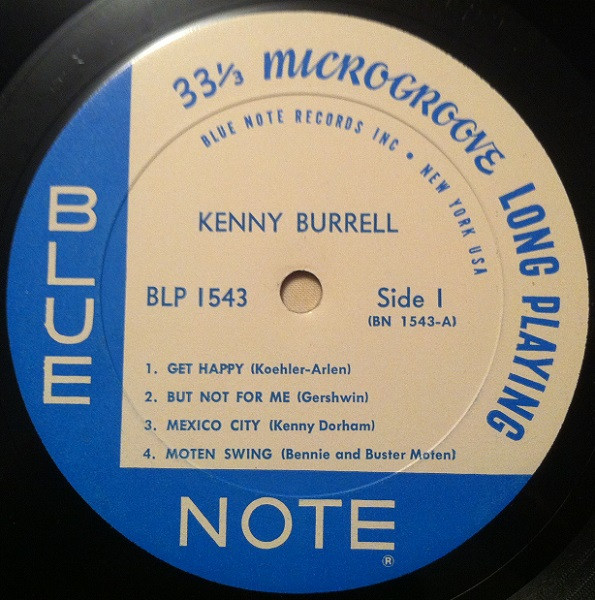 33⅓ MICROGROOVE LONG PLAYING
BLUE NOTE RECORDS INC • NEW YORK USA
KENNY BURRELL
BLP 1543
Side 1
(BN 1543-A)
1. GET HAPPY (Koehler-Arlen)
2. BUT NOT FOR ME (Gershwin)
3. MEXICO CITY (Kenny Dorham)
4. MOTEN SWING (Bennie and Buster Moten)
BLUE
NOTE
®